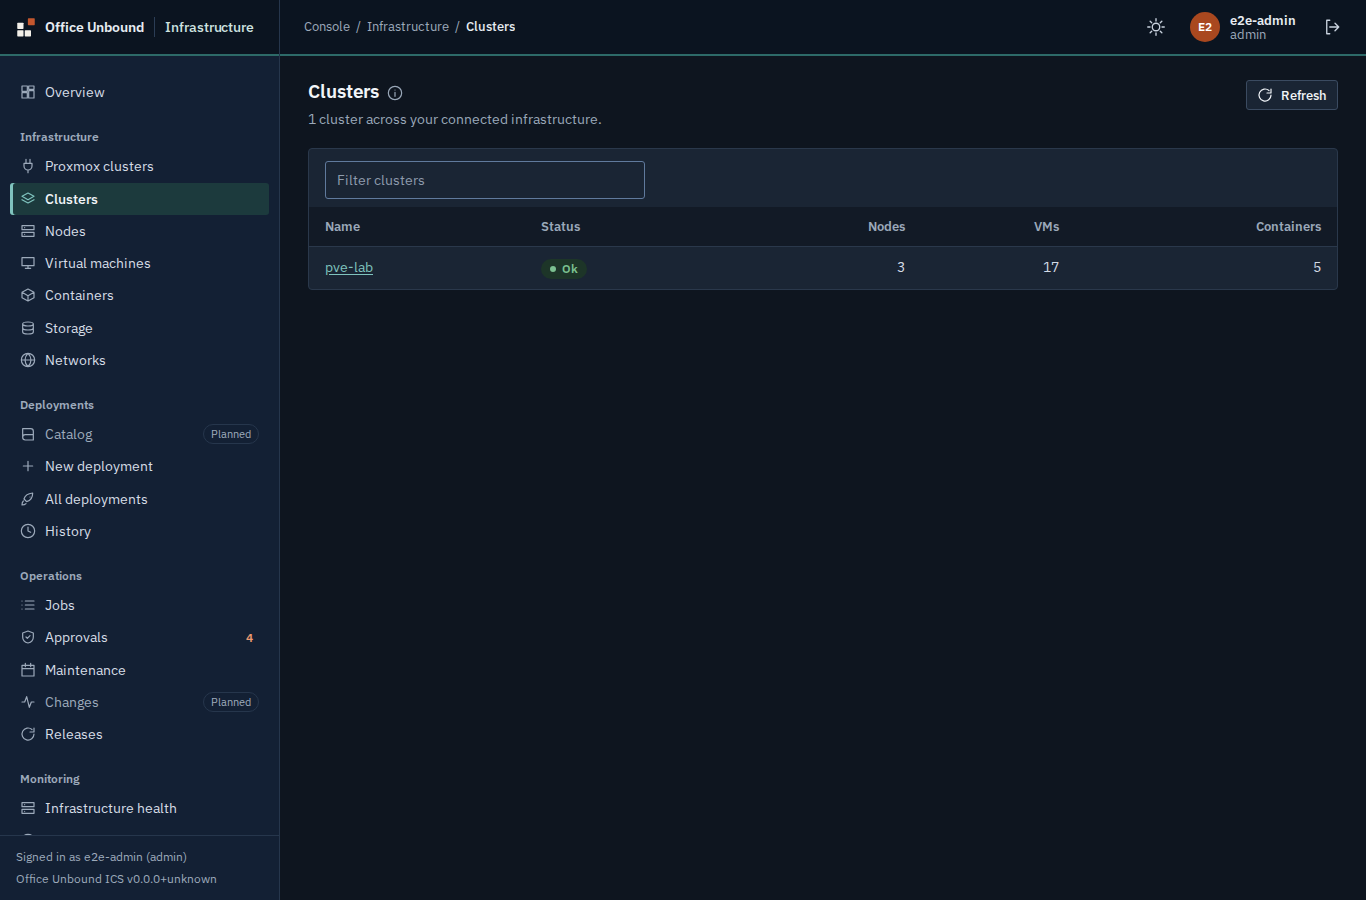 Office Unbound
Infrastructure
Console / Infrastructure / Clusters
E2
e2e-admin
admin
Overview
Infrastructure
Proxmox clusters
Clusters
Nodes
Virtual machines
Containers
Storage
Networks
Deployments
Catalog Planned
New deployment
All deployments
History
Operations
Jobs
Approvals 4
Maintenance
Changes Planned
Releases
Monitoring
Infrastructure health
Signed in as e2e-admin (admin)
Office Unbound ICS v0.0.0+unknown
Clusters
1 cluster across your connected infrastructure.
Refresh
Filter clusters
Name Status Nodes VMs Containers
pve-lab Ok 3 17 5